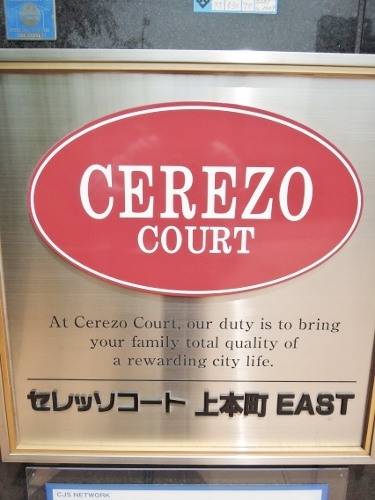 CEREZO
COURT
At Cerezo Court, our duty is to bring
your family total quality of
a rewarding city life.
セレッソコート 上本町 EAST
CJS NETWORK